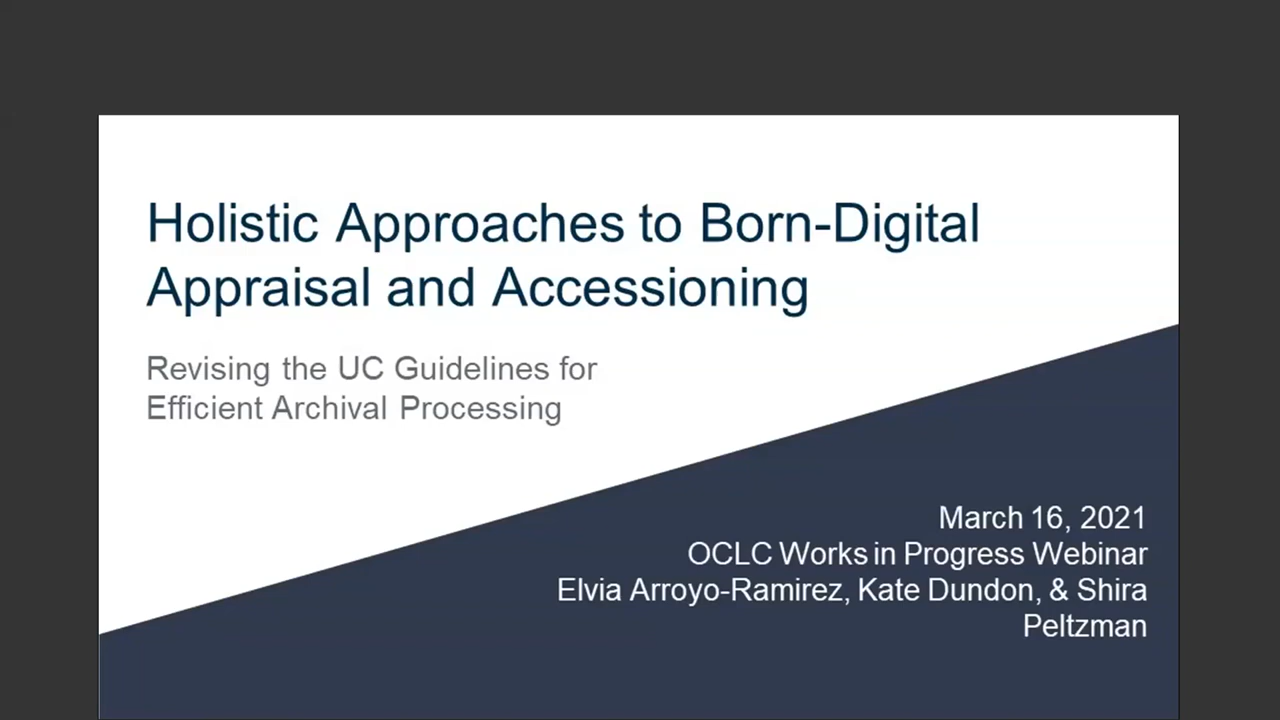 Holistic Approaches to Born-Digital
Appraisal and Accessioning
Revising the UC Guidelines for
Efficient Archival Processing
March 16, 2021
OCLC Works in Progress Webinar
Elvia Arroyo-Ramirez, Kate Dundon, & Shira
Peltzman